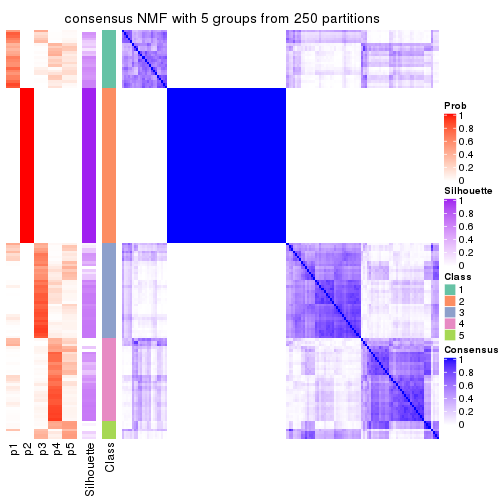 consensus NMF with 5 groups from 250 partitions
Prob
1
0.8
0.6
0.4
0.2
0
Silhouette
1
0.8
0.6
0.4
0.2
0
Class
1
2
3
4
5
Consensus
1
0.8
0.6
0.4
0.2
0
p1
p2
p3
p4
p5
Silhouette
Class